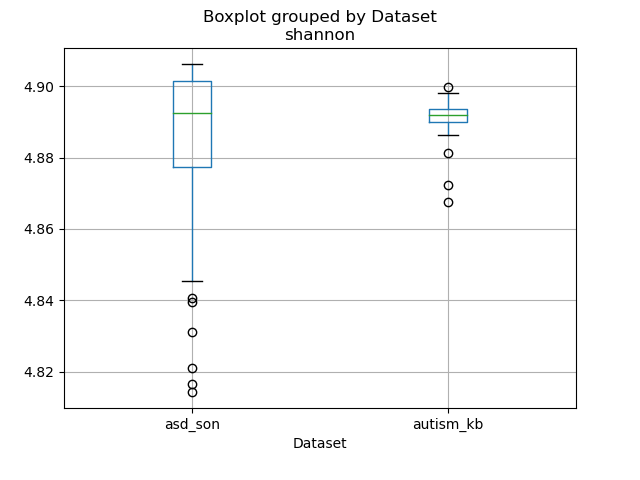 Boxplot grouped by Dataset
shannon
4.90
4.88
4.86
4.84
4.82
asd_son
autism_kb
Dataset